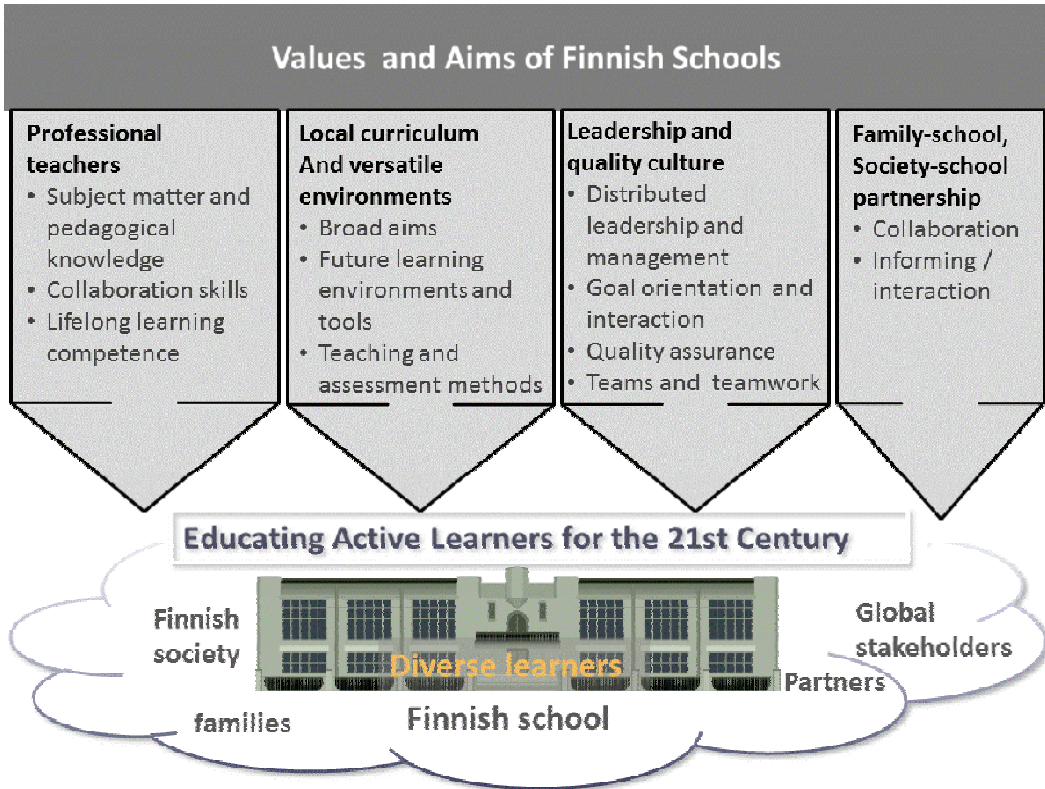 Values and Aims of Finnish Schools
Professional
teachers
• Subject matter and
pedagogical
knowledge
• Collaboration skills
• Lifelong learning
competence
Local curriculum
And versatile
environments
• Broad aims
• Future learning
environments and
tools
• Teaching and
assessment methods
Leadership and
quality culture
• Distributed
leadership and
management
• Goal orientation and
interaction
• Quality assurance
• Teams and teamwork
Family-school,
Society-school
partnership
• Collaboration
• Informing /
interaction
Educating Active Learners for the 21st Century
Finnish
society
Global
stakeholders
Diverse learners
Partners
families
Finnish school